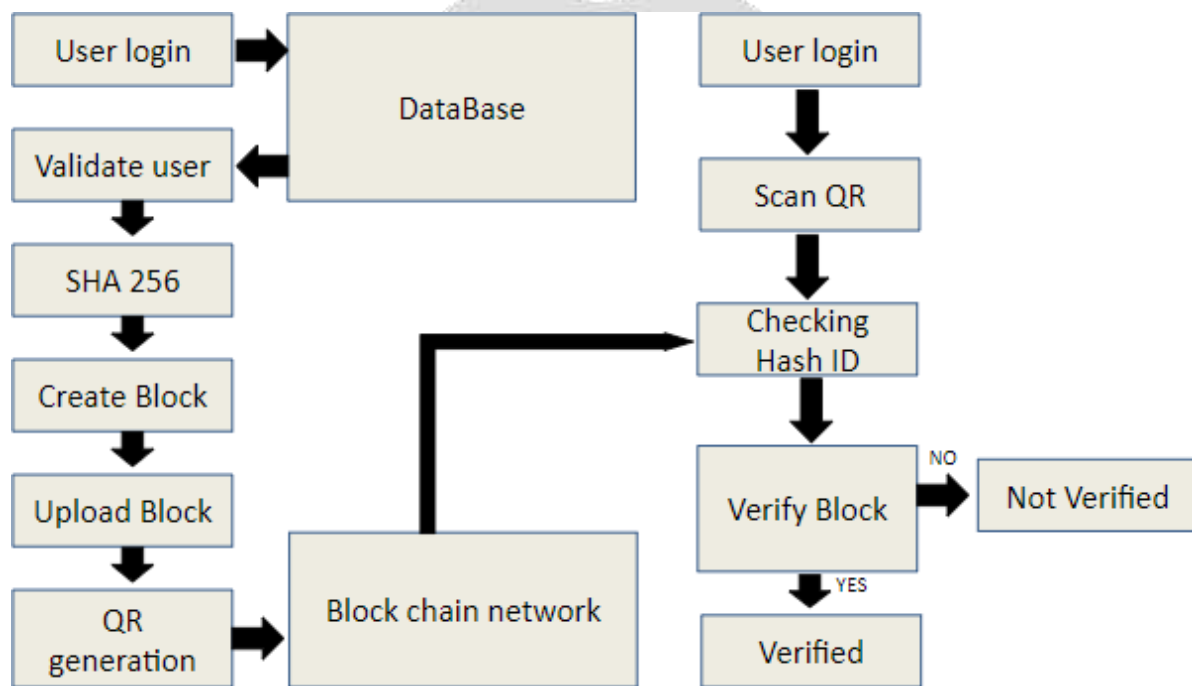 User login
DataBase
Validate user
SHA 256
Create Block
Upload Block
QR
generation
Block chain network
User login
Scan QR
Checking
Hash ID
Verify Block
NO
Not Verified
YES
Verified